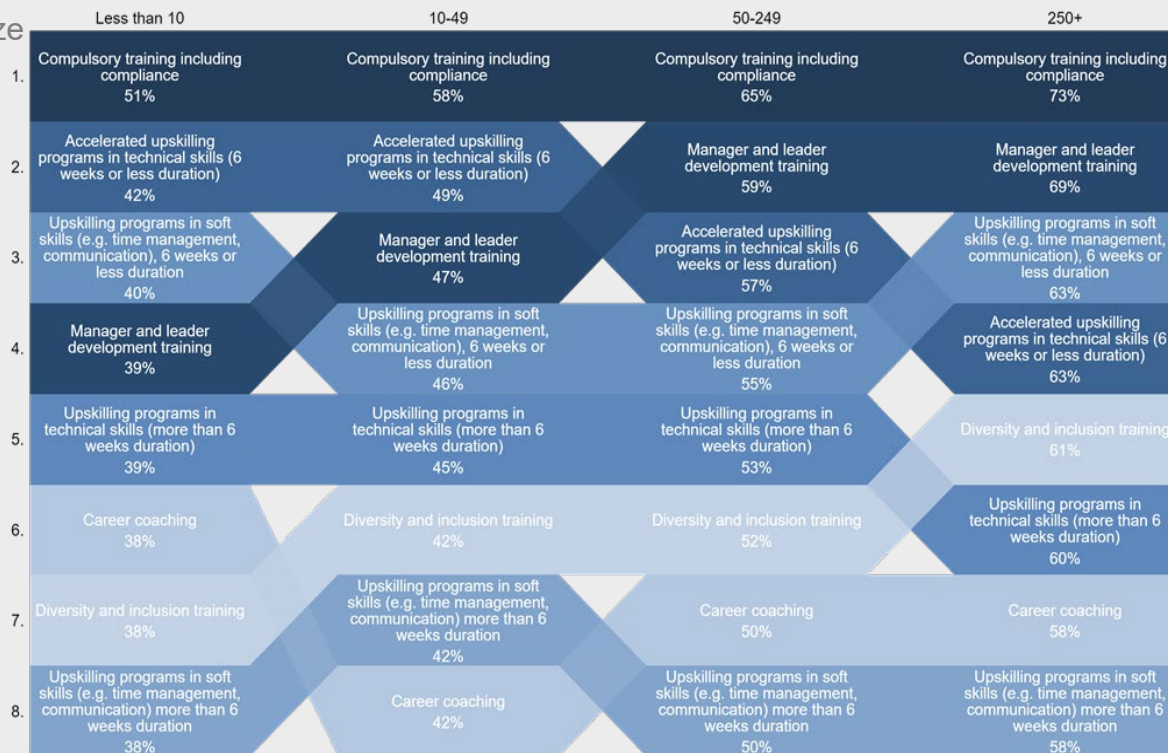 ze
Less than 10
10-49
50-249
250+
1.
Compulsory training including
compliance
51%
Compulsory training including
compliance
58%
Compulsory training including
compliance
65%
Compulsory training including
compliance
73%
2.
Accelerated upskilling
programs in technical skills (6
weeks or less duration)
42%
Accelerated upskilling
programs in technical skills (6
weeks or less duration)
49%
Manager and leader
development training
59%
Manager and leader
development training
69%
3.
Upskilling programs in soft
skills (e.g. time management,
communication), 6 weeks or
less duration
40%
Manager and leader
development training
47%
Accelerated upskilling
programs in technical skills (6
weeks or less duration)
57%
Upskilling programs in soft
skills (e.g. time management,
communication), 6 weeks or
less duration
63%
4.
Manager and leader
development training
39%
Upskilling programs in soft
skills (e.g. time management,
communication), 6 weeks or
less duration
46%
Upskilling programs in soft
skills (e.g. time management,
communication), 6 weeks or
less duration
55%
Accelerated upskilling
programs in technical skills (6
weeks or less duration)
63%
5.
Upskilling programs in
technical skills (more than 6
weeks duration)
39%
Upskilling programs in
technical skills (more than 6
weeks duration)
45%
Upskilling programs in
technical skills (more than 6
weeks duration)
53%
Diversity and inclusion training
61%
6.
Career coaching
38%
Diversity and inclusion training
42%
Diversity and inclusion training
52%
Upskilling programs in
technical skills (more than 6
weeks duration)
60%
7.
Diversity and inclusion training
38%
Upskilling programs in soft
skills (e.g. time management,
communication) more than 6
weeks duration
42%
Career coaching
50%
Career coaching
58%
8.
Upskilling programs in soft
skills (e.g. time management,
communication) more than 6
weeks duration
38%
Career coaching
42%
Upskilling programs in soft
skills (e.g. time management,
communication) more than 6
weeks duration
50%
Upskilling programs in soft
skills (e.g. time management,
communication) more than 6
weeks duration
58%